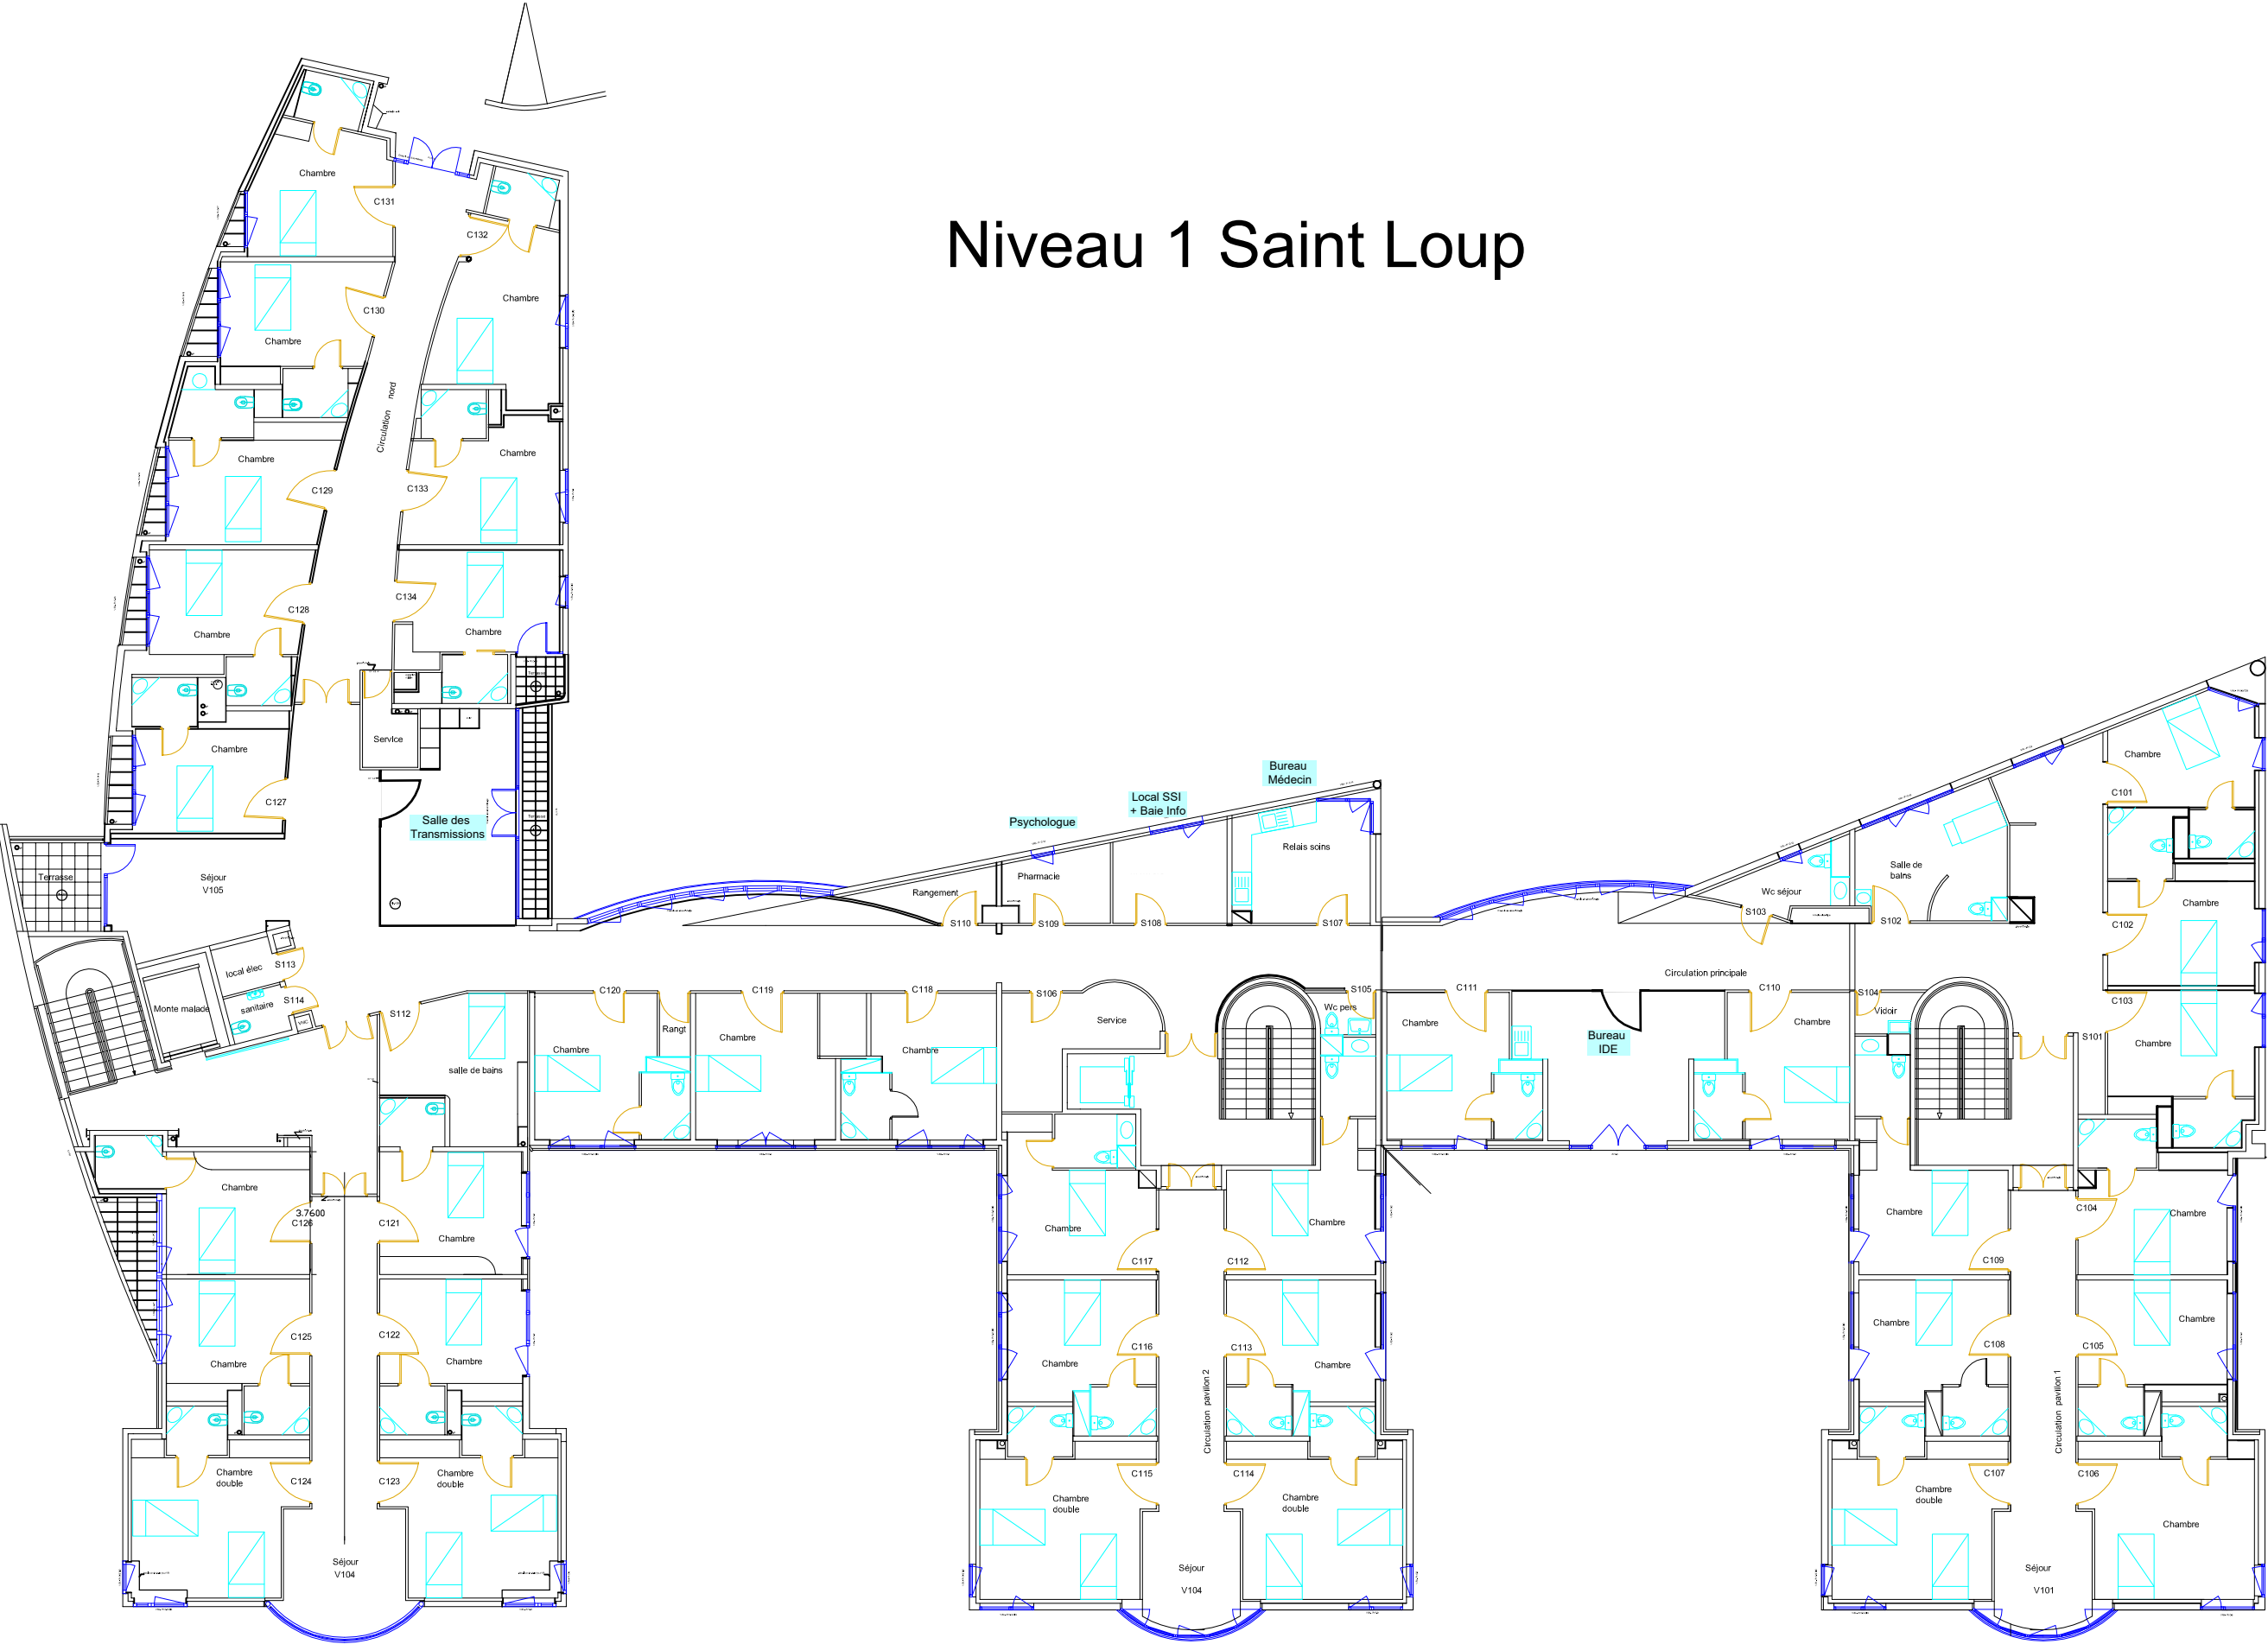 Niveau 1 Saint Loup
Chambre
C131
C132
Chambre
C130
Chambre
Circulation nord
Chambre
Chambre
C129
C133
C128
C134
Chambre
Chambre
Service
Chambre
C127
Salle des
Transmissions
Terrasse
Séjour
V105
Bureau
Médecin
Local SSI
+ Baie Info
Psychologue
Relais soins
Rangement
Pharmacie
S110
S109
S108
S107
Wc séjour
Salle de
bains
S103
S102
Chambre
C101
Chambre
C102
C103
Chambre
S101
local élec
S113
S114
sanitaire
Monte malade
S112
salle de bains
C120
Rangt
C119
C118
Chambre
Chambre
Chambre
S106
Service
S105
Wc pers
C111
Chambre
Bureau
IDE
Circulation principale
C110
Chambre
S104
Vidoir
Chambre
3.7600
C126
C121
Chambre
C125
C122
Chambre
Chambre
Chambre
double
C124
C123
Chambre
double
Séjour
V104
Chambre
Chambre
C117
C112
C116
C113
Chambre
Chambre
Circulation pavillon 2
C115
C114
Chambre
double
Chambre
double
Séjour
V104
Chambre
C104
Chambre
C109
Chambre
Chambre
C108
C105
Circulation pavillon 1
C107
C106
Chambre
double
Chambre
Séjour
V101